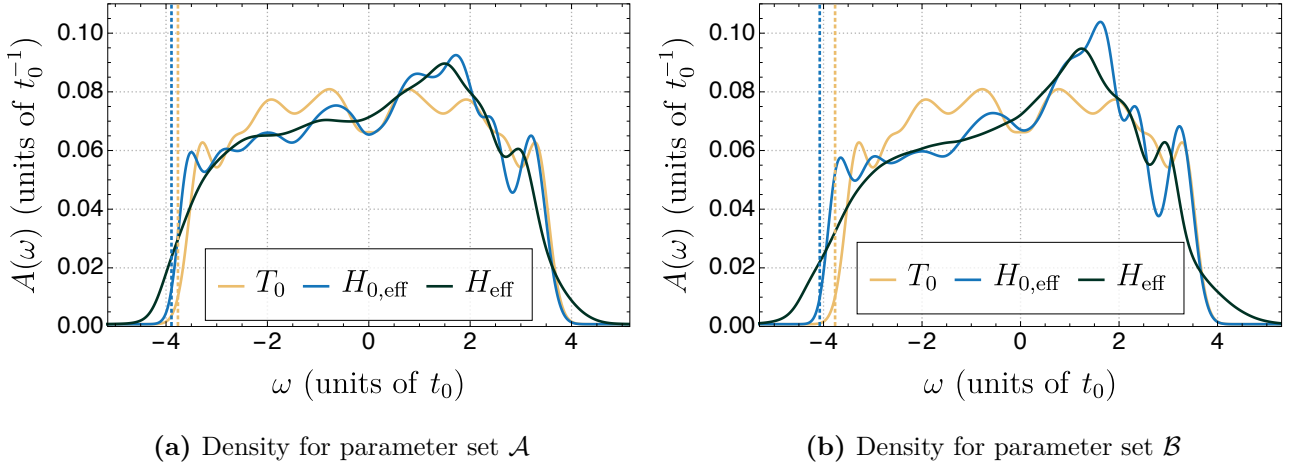 A(ω) (units of t₀⁻¹)
0.10
0.08
0.06
0.04
0.02
0.00
T₀ H₀,eff H_eff
-4 -2 0 2 4
ω (units of t₀)
(a) Density for parameter set 𝒜
A(ω) (units of t₀⁻¹)
0.10
0.08
0.06
0.04
0.02
0.00
T₀ H₀,eff H_eff
-4 -2 0 2 4
ω (units of t₀)
(b) Density for parameter set ℬ